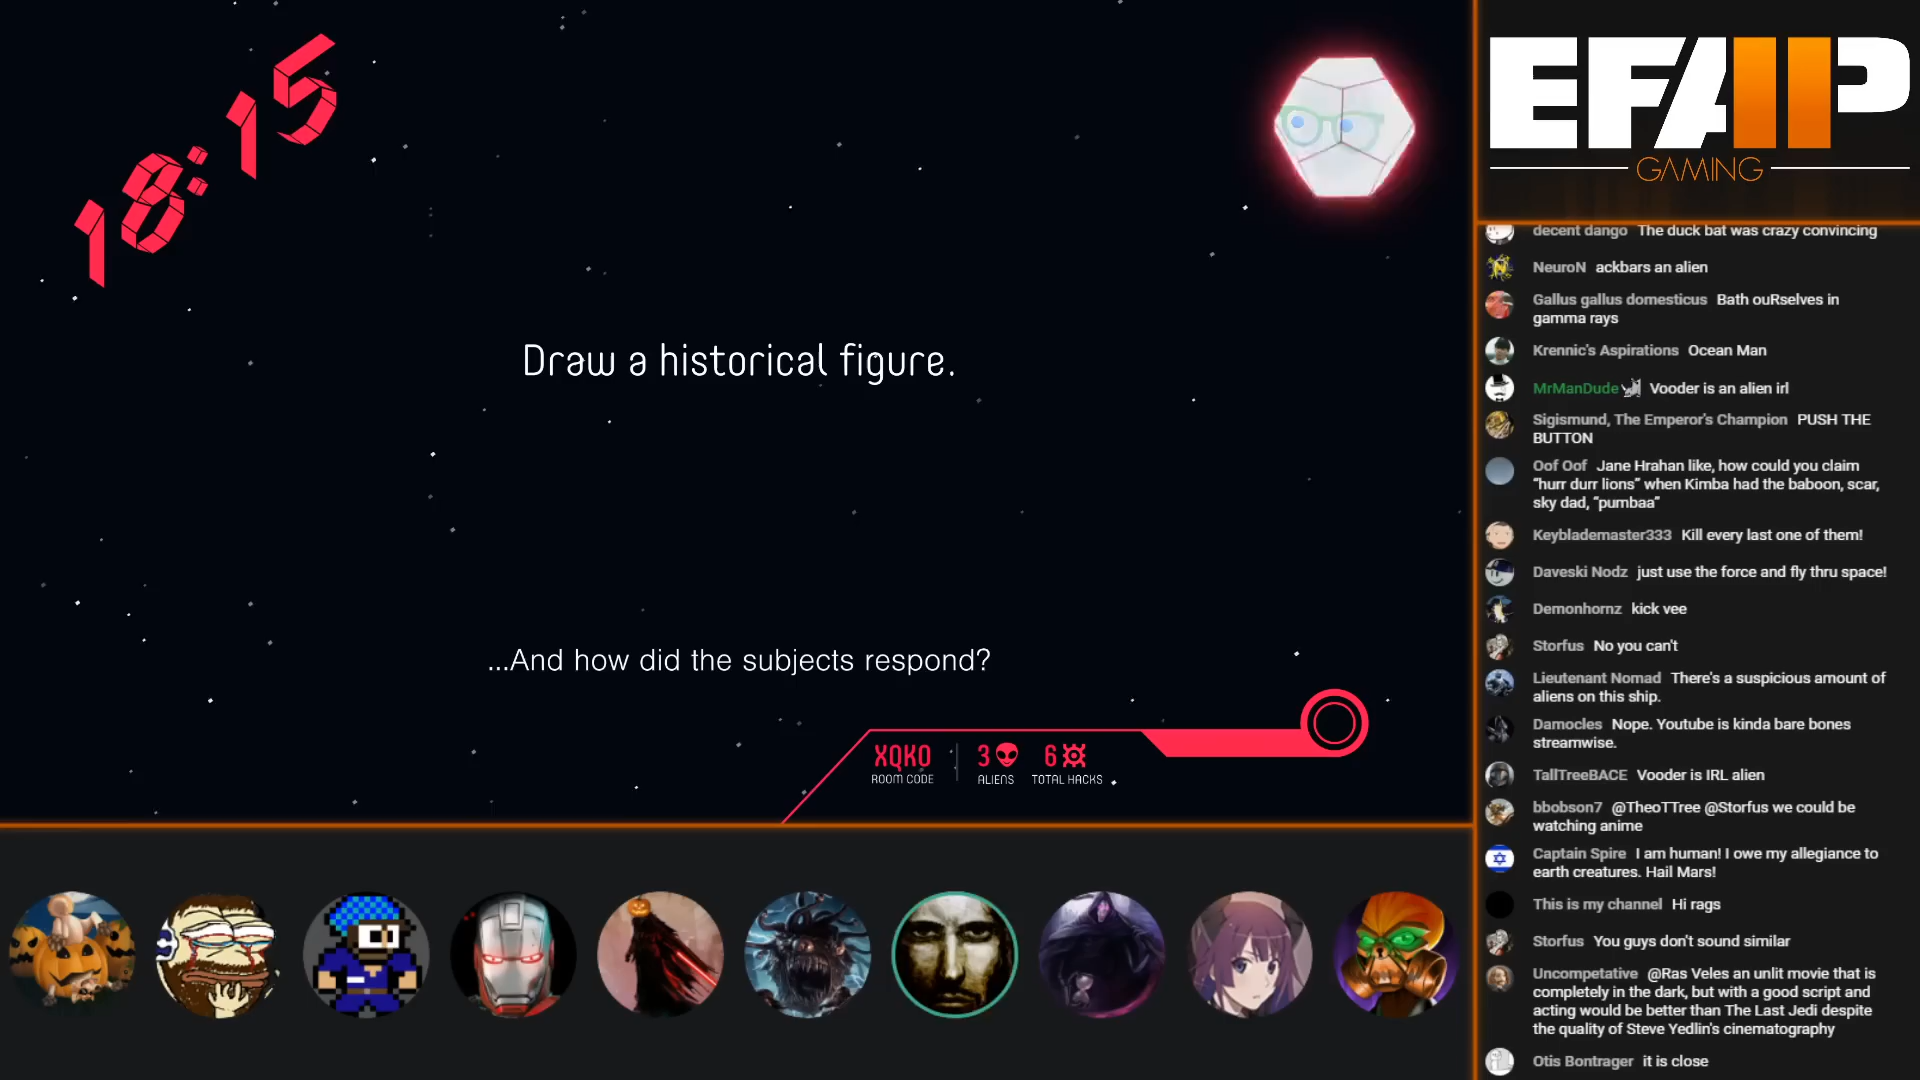 18:15
Draw a historical figure.
...And how did the subjects respond?
XQKO
ROOM CODE
3
ALIENS
6
TOTAL HACKS
EFAP
GAMING
decent dango The duck bat was crazy convincing
NeuroN ackbars an alien
Gallus gallus domesticus Bath ouRselves in
gamma rays
Krennic's Aspirations Ocean Man
MrManDude Vooder is an alien irl
Sigismund, The Emperor's Champion PUSH THE
BUTTON
Oof Oof Jane Hrahan like, how could you claim
“hurr durr lions” when Kimba had the baboon, scar,
sky dad, “pumbaa”
Keyblademaster333 Kill every last one of them!
Daveski Nodz just use the force and fly thru space!
Demonhornz kick vee
Storfus No you can't
Lieutenant Nomad There's a suspicious amount of
aliens on this ship.
Damocles Nope. Youtube is kinda bare bones
streamwise.
TallTreeBACE Vooder is IRL alien
bbobson7 @TheoTTree @Storfus we could be
watching anime
Captain Spire I am human! I owe my allegiance to
earth creatures. Hail Mars!
This is my channel Hi rags
Storfus You guys don't sound similar
Uncompetative @Ras Veles an unlit movie that is
completely in the dark, but with a good script and
acting would be better than The Last Jedi despite
the quality of Steve Yedlin's cinematography
Otis Bontrager it is close